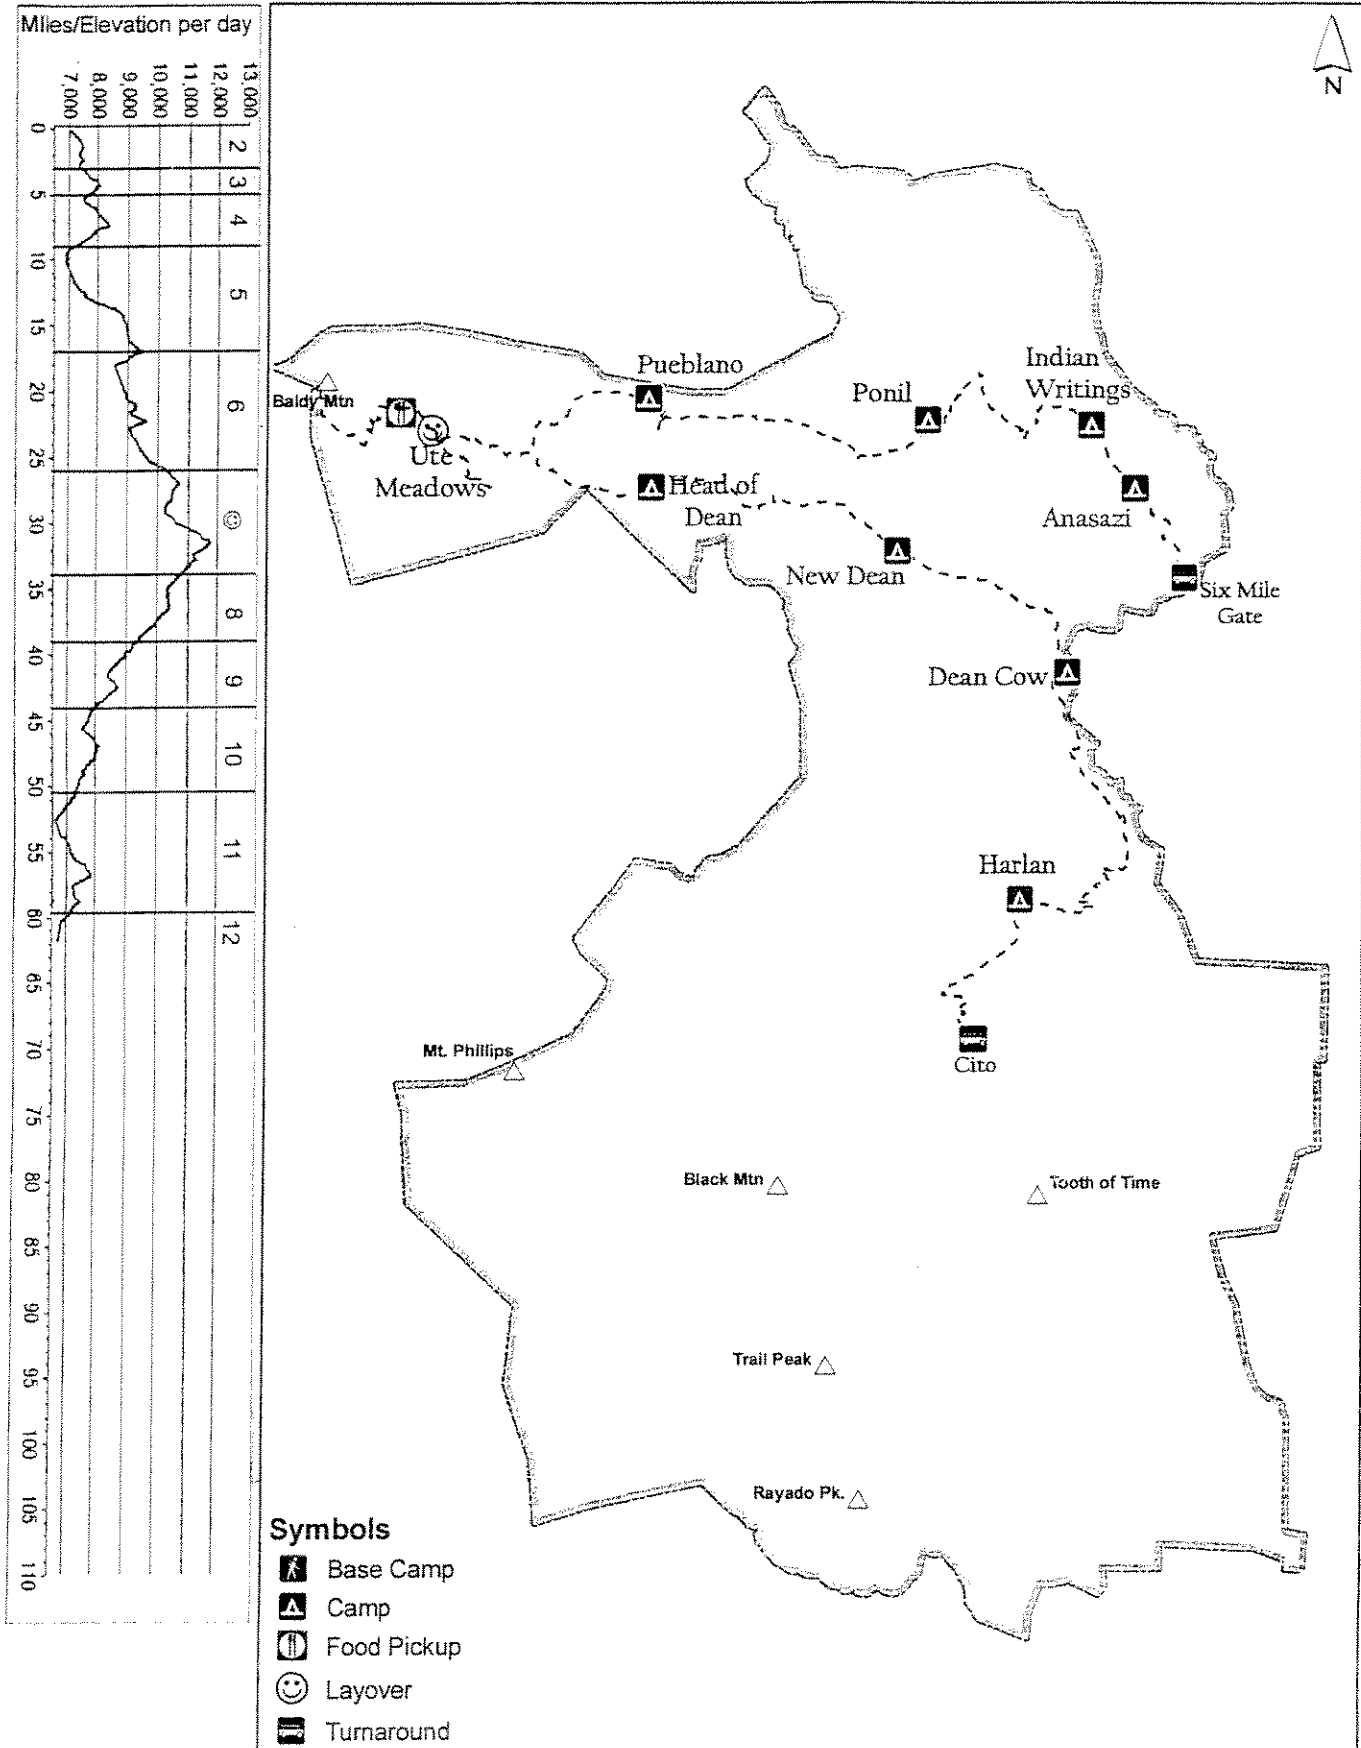 Miles/Elevation per day
13,000
12,000
11,000
10,000
9,000
8,000
7,000
0
5
10
15
20
25
30
35
40
45
50
55
60
65
70
75
80
85
90
95
100
105
110
2
3
4
5
6
8
9
10
11
12
N
Pueblano
Ponil
Indian
Writings
Baldy Mtn
Ute
Meadows
Head of
Dean
Anasazi
New Dean
Six Mile
Gate
Dean Cow
Harlan
Cito
Mt. Phillips
Black Mtn
Tooth of Time
Trail Peak
Rayado Pk.
Symbols
Base Camp
Camp
Food Pickup
Layover
Turnaround